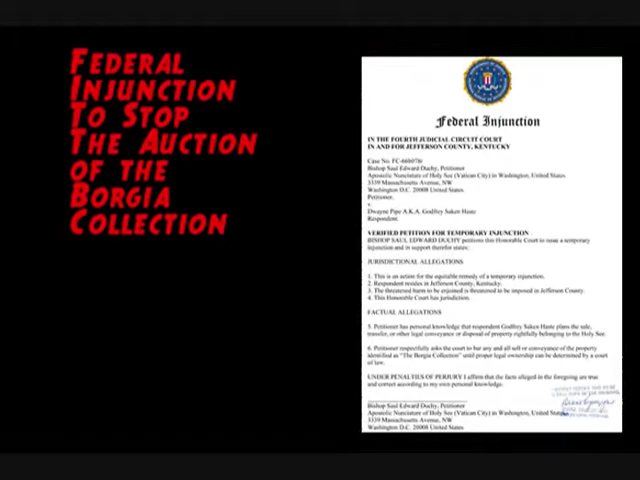 FEDERAL
INJUNCTION
TO STOP
THE AUCTION
OF THE
BORGIA
COLLECTION
Federal Injunction
IN THE FOURTH JUDICIAL CIRCUIT COURT
IN AND FOR JEFFERSON COUNTY, KENTUCKY
Case No: FC-
Bishop Saul Edward Duchy, Petitioner
Apostolic Nunciature of Holy See (Vatican City) in Washington, United States
3339 Massachusetts Avenue, NW
Washington D.C. 20008 United States
Petitioner,
v.
Dwayne Pipe A.K.A. Godfrey Saken Haste
Respondent.
VERIFIED PETITION FOR TEMPORARY INJUNCTION
BISHOP SAUL EDWARD DUCHY petitions this Honorable Court to issue a temporary
injunction and in support therefor states:
JURISDICTIONAL ALLEGATIONS
1. This is an action for the equitable remedy of a temporary injunction.
2. Respondent resides in Jefferson County, Kentucky.
3. The threatened harm to be enjoined is threatened to be imposed in Jefferson County.
4. This Honorable Court has jurisdiction.
FACTUAL ALLEGATIONS
5. Petitioner has personal knowledge that respondent Godfrey Saken Haste plans the sale,
transfer, or other legal conveyance or disposal of property rightfully belonging to the Holy See.
6. Petitioner respectfully asks the court to bar any and all sell or conveyance of the property
identified as "The Borgia Collection" until proper legal ownership can be determined by a court
of law.
UNDER PENALTIES OF PERJURY I affirm that the facts alleged in the foregoing are true
and correct according to my own personal knowledge.
Bishop Saul Edward Duchy, Petitioner
Apostolic Nunciature of Holy See (Vatican City) in Washington, United States
3339 Massachusetts Avenue, NW
Washington D.C. 20008 United States